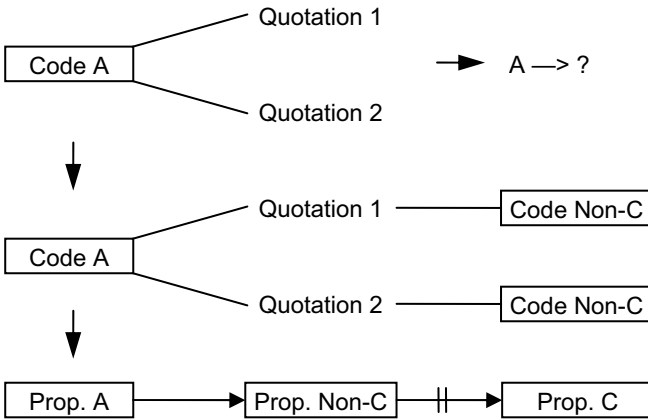 Quotation 1
Code A
A —> ?
Quotation 2
Quotation 1
Code Non-C
Code A
Quotation 2
Code Non-C
Prop. A
Prop. Non-C
Prop. C